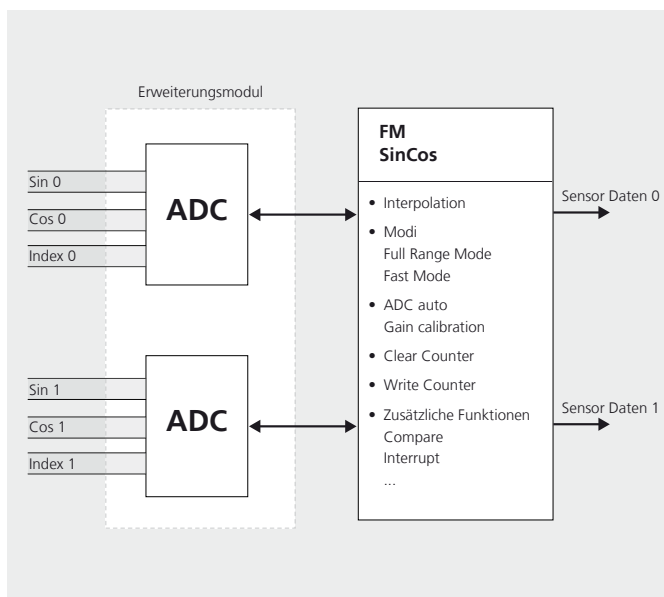 Erweiterungsmodul
Sin 0
Cos 0
Index 0
ADC
Sin 1
Cos 1
Index 1
ADC
FM
SinCos
• Interpolation
• Modi
Full Range Mode
Fast Mode
• ADC auto
Gain calibration
• Clear Counter
• Write Counter
• Zusätzliche Funktionen
Compare
Interrupt
...
Sensor Daten 0
Sensor Daten 1